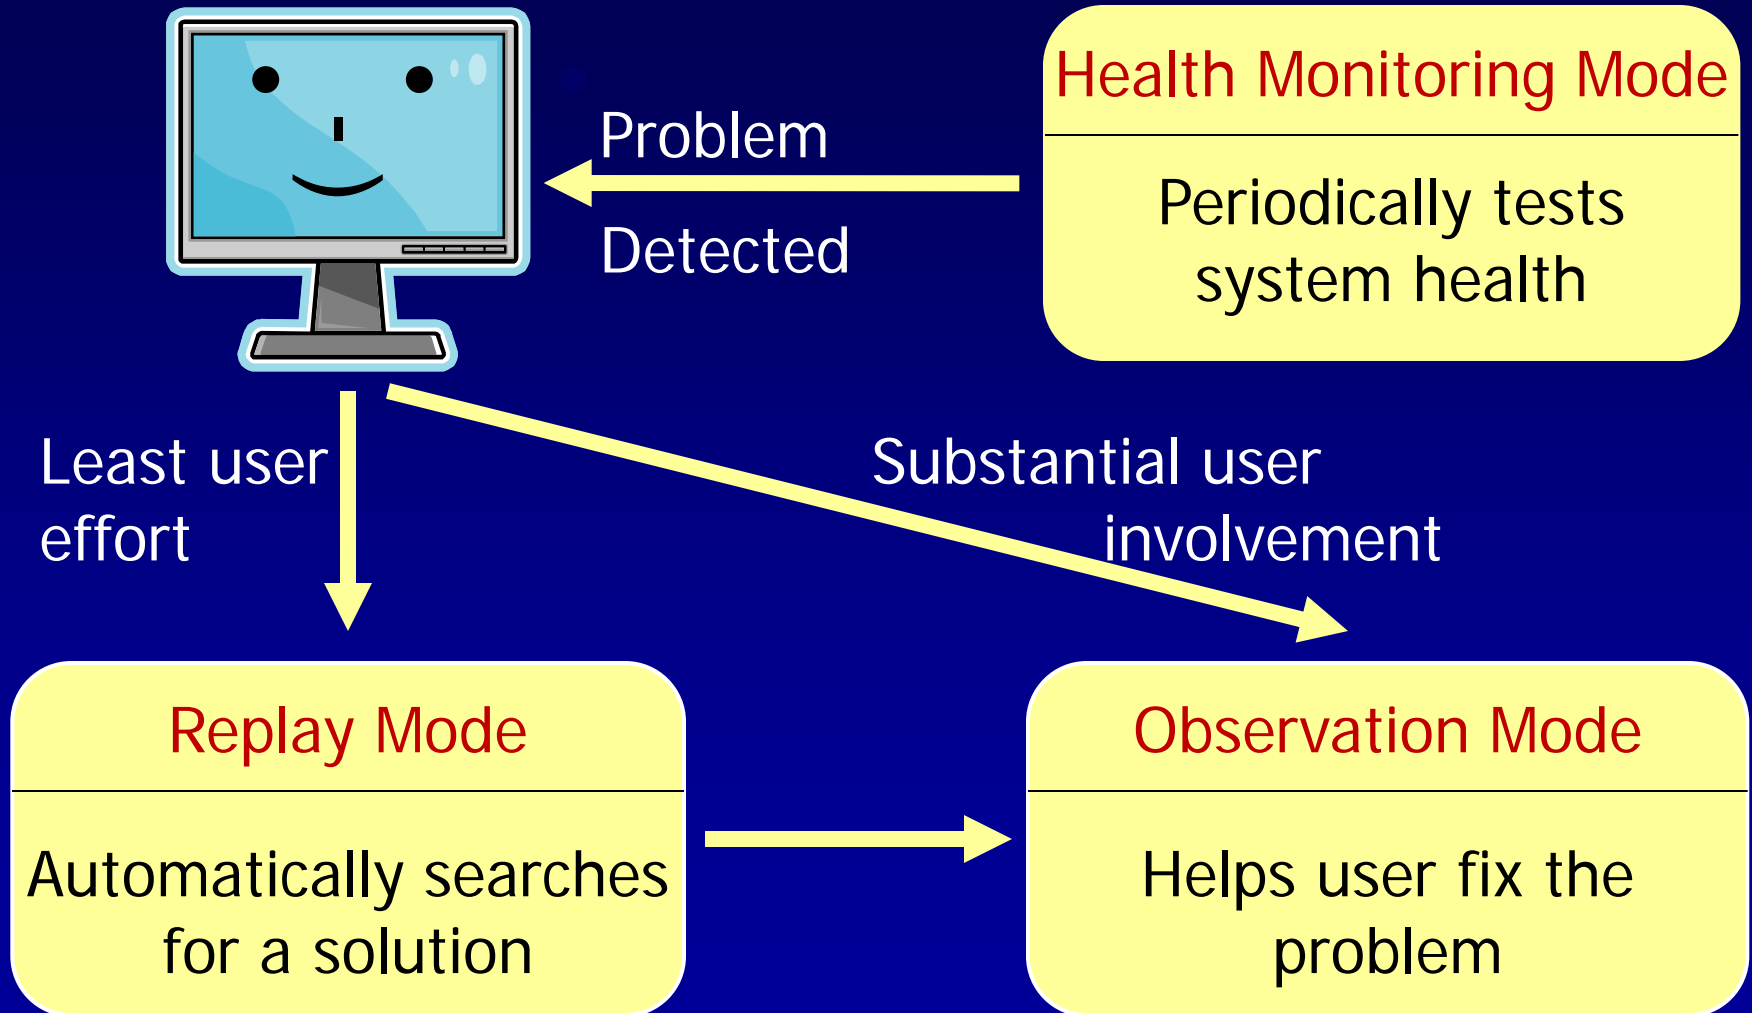 Health Monitoring Mode
Problem
Detected
Periodically tests
system health
Least user
effort
Substantial user
involvement
Replay Mode
Automatically searches
for a solution
Observation Mode
Helps user fix the
problem